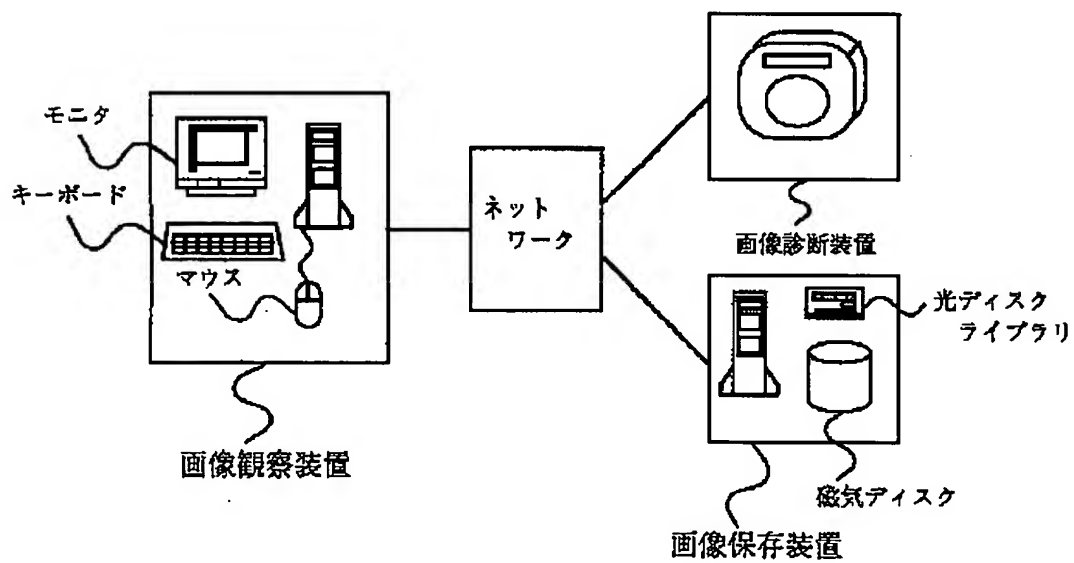 モニタ
キーボード
マウス
画像観察装置
ネット
ワーク
画像診断装置
光ディスク
ライブラリ
磁気ディスク
画像保存装置